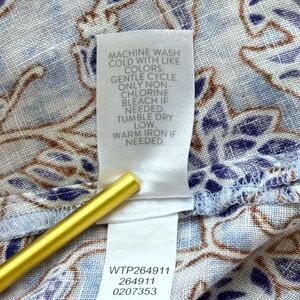 MACHINE WASH
COLD WITH LIKE
COLORS.
GENTLE CYCLE.
ONLY NON-
CHLORINE
BLEACH IF
NEEDED.
TUMBLE DRY
LOW.
WARM IRON IF
NEEDED.
WTP264911
264911
0207353